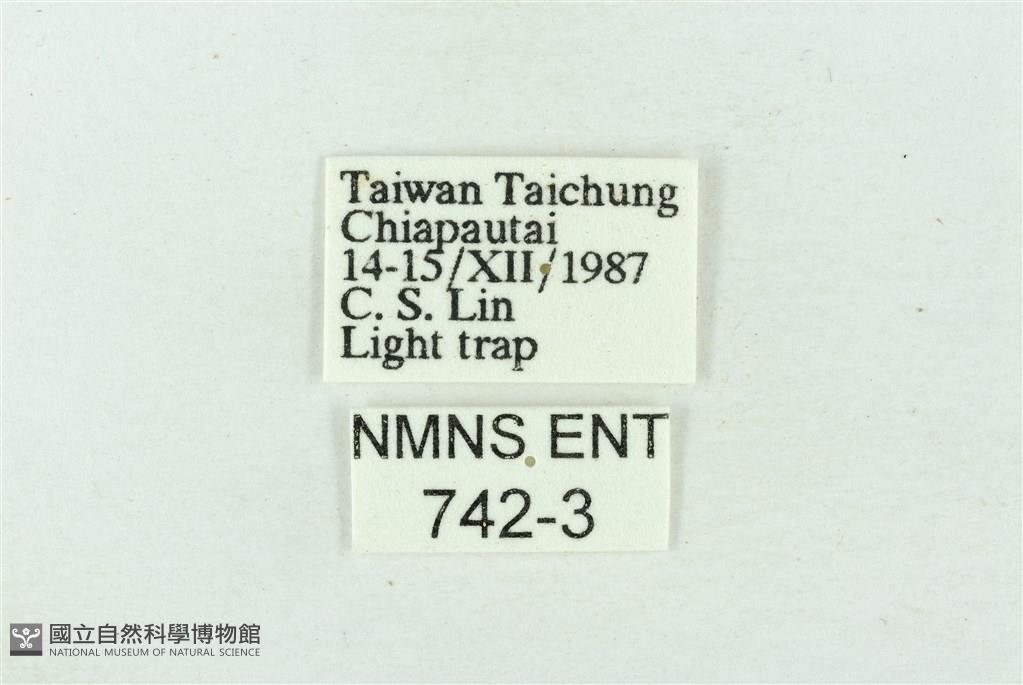 Taiwan Taichung
Chiapautai
14-15/XII/1987
C. S. Lin
Light trap
NMNS ENT
742-3
國立自然科學博物館
NATIONAL MUSEUM OF NATURAL SCIENCE